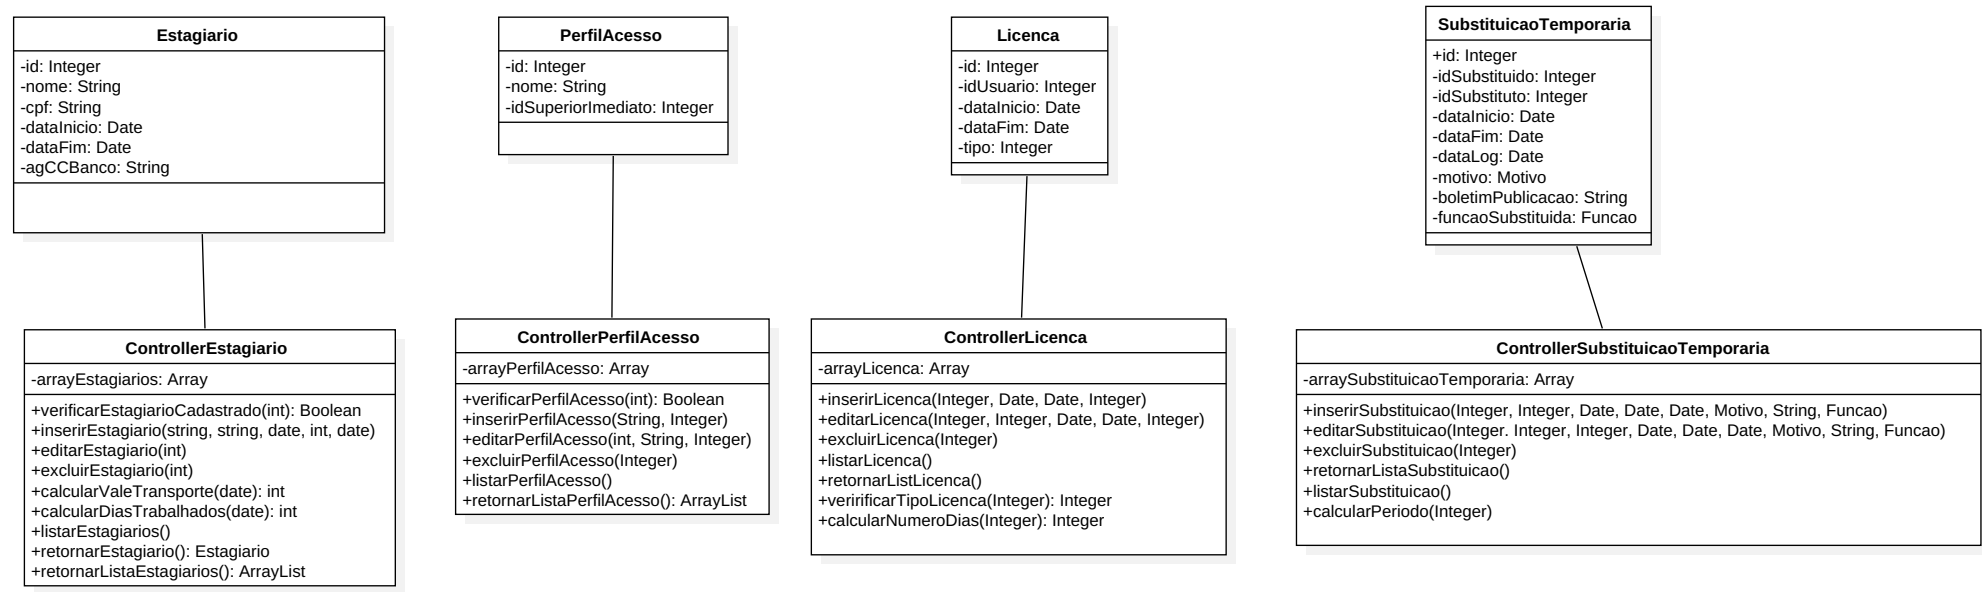 Estagiario
-id: Integer
-nome: String
-cpf: String
-dataInicio: Date
-dataFim: Date
-agCCBanco: String
PerfilAcesso
-id: Integer
-nome: String
-idSuperiorImediato: Integer
Licenca
-id: Integer
-idUsuario: Integer
-dataInicio: Date
-dataFim: Date
-tipo: Integer
SubstituicaoTemporaria
+id: Integer
-idSubstituido: Integer
-idSubstituto: Integer
-dataInicio: Date
-dataFim: Date
-dataLog: Date
-motivo: Motivo
-boletimPublicacao: String
-funcaoSubstituida: Funcao
ControllerEstagiario
-arrayEstagiarios: Array
+verificarEstagiarioCadastrado(int): Boolean
+inserirEstagiario(string, string, date, int, date)
+editarEstagiario(int)
+excluirEstagiario(int)
+calcularValeTransporte(date): int
+calcularDiasTrabalhados(date): int
+listarEstagiarios()
+retornarEstagiario(): Estagiario
+retornarListaEstagiarios(): ArrayList
ControllerPerfilAcesso
-arrayPerfilAcesso: Array
+verificarPerfilAcesso(int): Boolean
+inserirPerfilAcesso(String, Integer)
+editarPerfilAcesso(int, String, Integer)
+excluirPerfilAcesso(Integer)
+listarPerfilAcesso()
+retornarListaPerfilAcesso(): ArrayList
ControllerLicenca
-arrayLicenca: Array
+inserirLicenca(Integer, Date, Date, Integer)
+editarLicenca(Integer, Integer, Date, Date, Integer)
+excluirLicenca(Integer)
+listarLicenca()
+retornarListLicenca()
+veririficarTipoLicenca(Integer): Integer
+calcularNumeroDias(Integer): Integer
ControllerSubstituicaoTemporaria
-arraySubstituicaoTemporaria: Array
+inserirSubstituicao(Integer, Integer, Date, Date, Date, Motivo, String, Funcao)
+editarSubstituicao(Integer. Integer, Integer, Date, Date, Date, Motivo, String, Funcao)
+excluirSubstituicao(Integer)
+retornarListaSubstituicao()
+listarSubstituicao()
+calcularPeriodo(Integer)